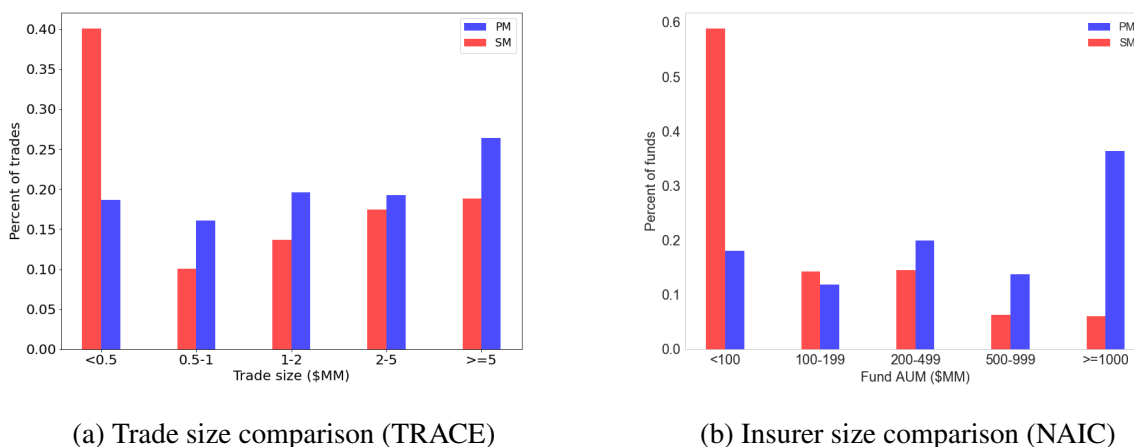 PM
SM
Percent of trades
0.40
0.35
0.30
0.25
0.20
0.15
0.10
0.05
0.00
<0.5 0.5-1 1-2 2-5 >=5
Trade size ($MM)
(a) Trade size comparison (TRACE)
PM
SM
Percent of funds
0.6
0.5
0.4
0.3
0.2
0.1
0.0
<100 100-199 200-499 500-999 >=1000
Fund AUM ($MM)
(b) Insurer size comparison (NAIC)